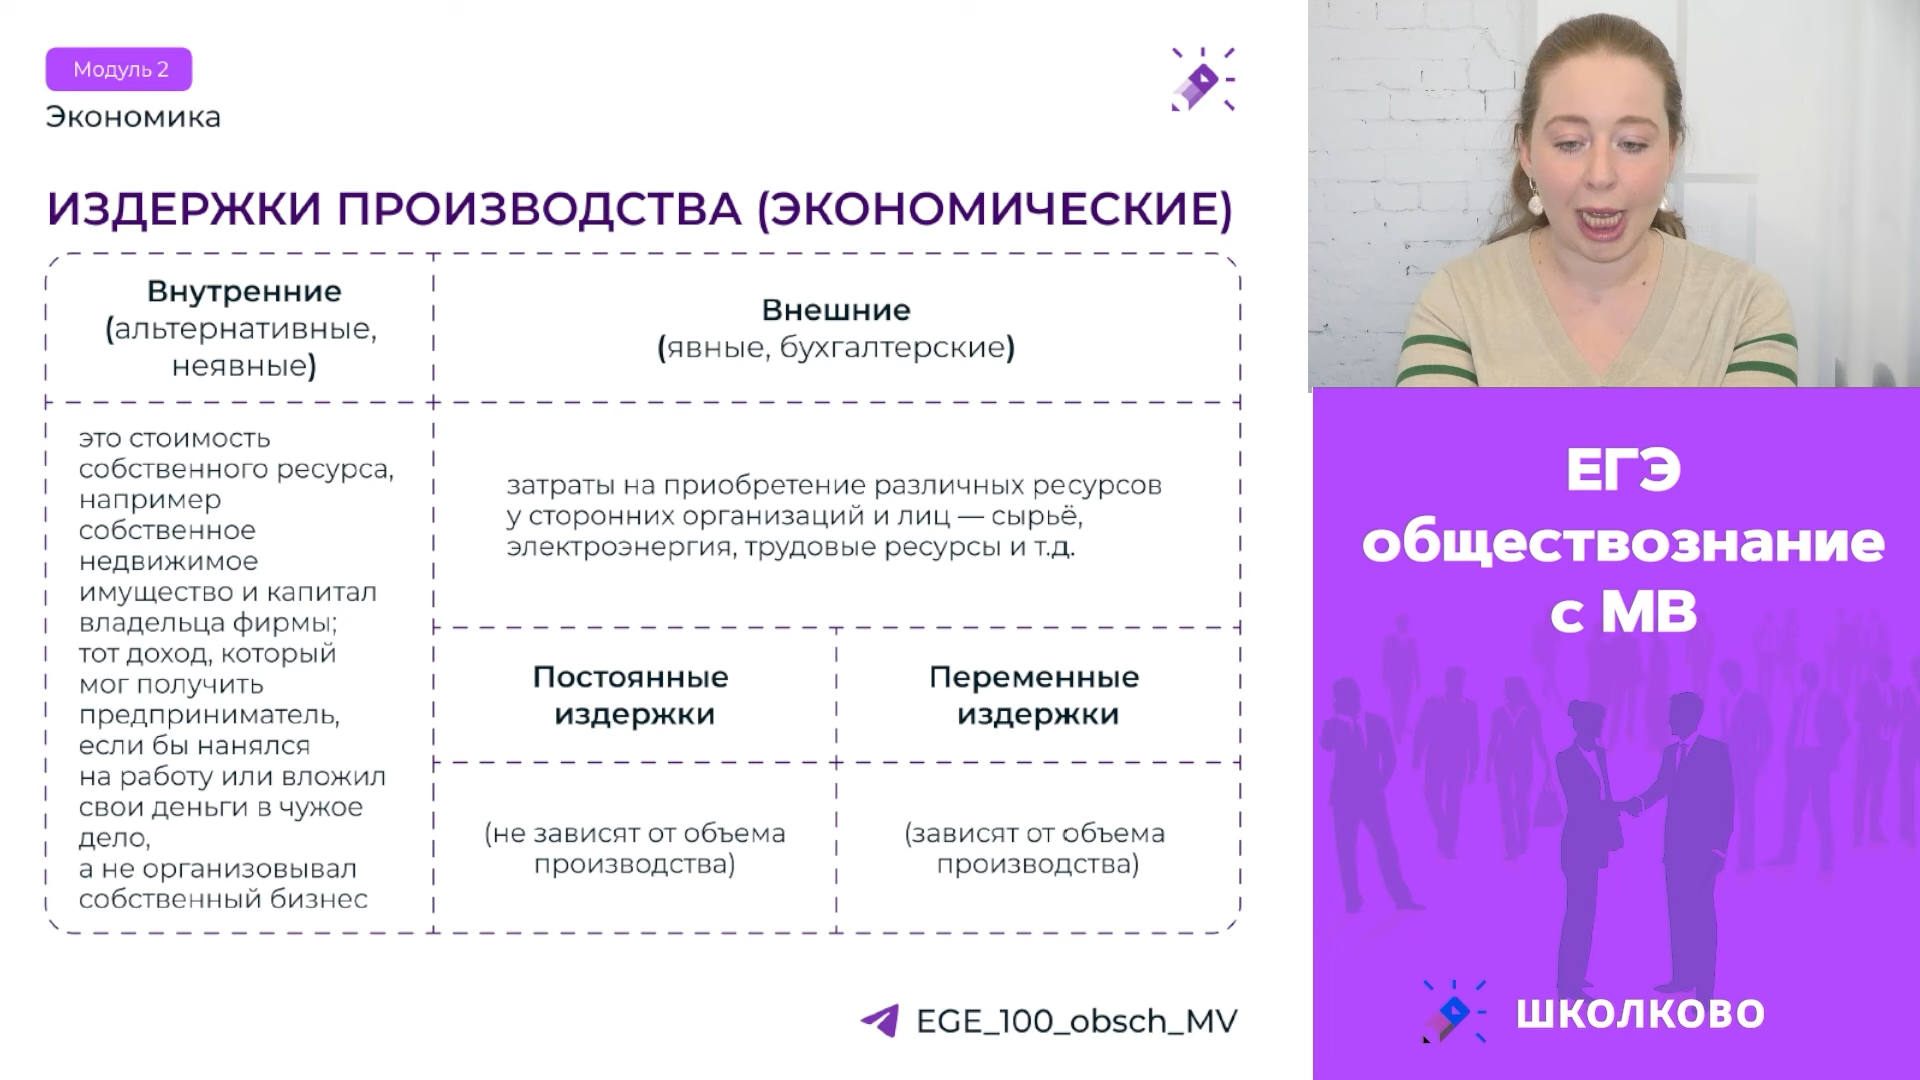 Модуль 2
Экономика
ИЗДЕРЖКИ ПРОИЗВОДСТВА (ЭКОНОМИЧЕСКИЕ)
Внутренние
(альтернативные,
неявные)
Внешние
(явные, бухгалтерские)
это стоимость
собственного ресурса,
например
собственное
недвижимое
имущество и капитал
владельца фирмы;
тот доход, который
мог получить
предприниматель,
если бы нанялся
на работу или вложил
свои деньги в чужое
дело,
а не организовывал
собственный бизнес
затраты на приобретение различных ресурсов
у сторонних организаций и лиц — сырьё,
электроэнергия, трудовые ресурсы и т.д.
Постоянные
издержки
Переменные
издержки
(не зависят от объема
производства)
(зависят от объема
производства)
EGE_100_obsch_MV
ЕГЭ
обществознание
с МВ
ШКОЛКОВО